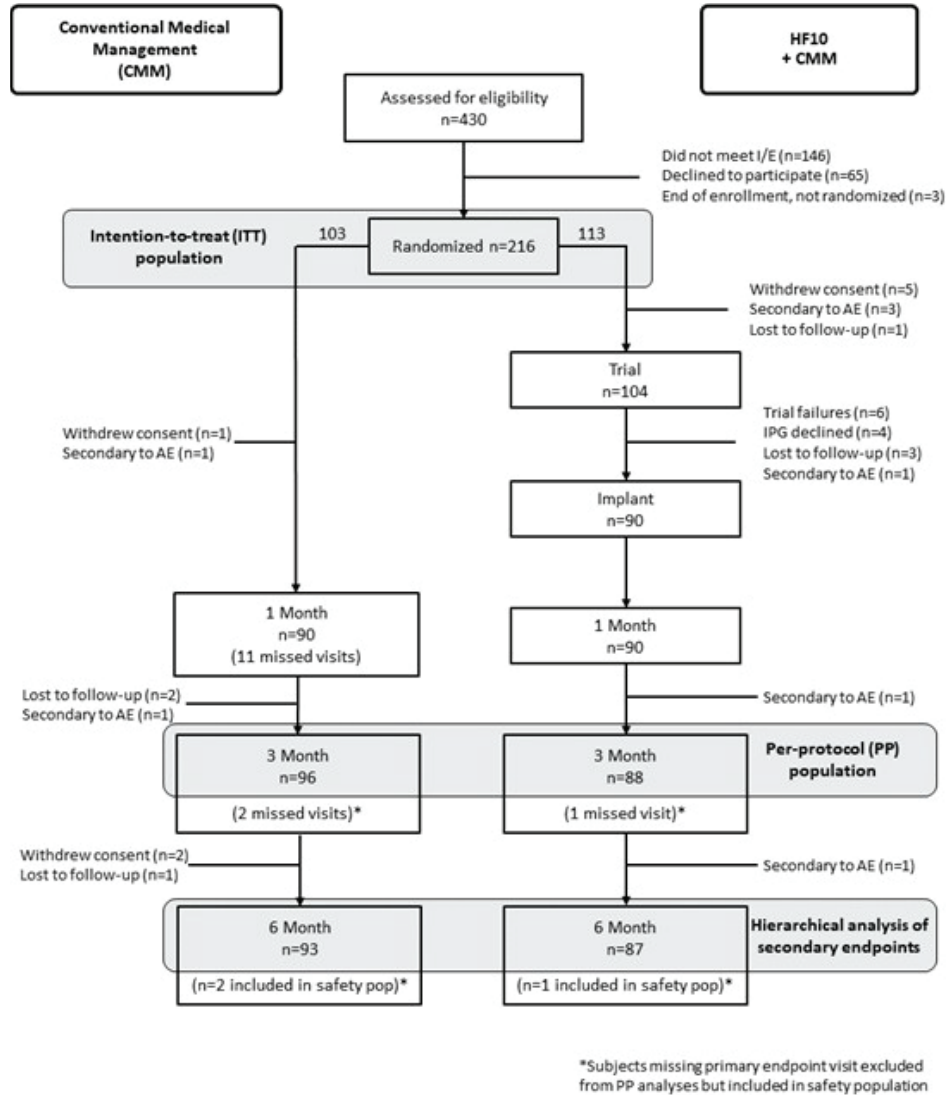 Conventional Medical
Management
(CMM)
HF10
+ CMM
Assessed for eligibility
n=430
Did not meet I/E (n=146)
Declined to participate (n=65)
End of enrollment, not randomized (n=3)
Intention-to-treat (ITT)
population
103
Randomized n=216
113
Withdrew consent (n=5)
Secondary to AE (n=3)
Lost to follow-up (n=1)
Trial
n=104
Withdrew consent (n=1)
Secondary to AE (n=1)
Trial failures (n=6)
IPG declined (n=4)
Lost to follow-up (n=3)
Secondary to AE (n=1)
Implant
n=90
1 Month
n=90
(11 missed visits)
1 Month
n=90
Lost to follow-up (n=2)
Secondary to AE (n=1)
Secondary to AE (n=1)
3 Month
n=96
(2 missed visits)*
3 Month
n=88
(1 missed visit)*
Per-protocol (PP)
population
Withdrew consent (n=2)
Lost to follow-up (n=1)
Secondary to AE (n=1)
6 Month
n=93
(n=2 included in safety pop)*
6 Month
n=87
(n=1 included in safety pop)*
Hierarchical analysis of
secondary endpoints
*Subjects missing primary endpoint visit excluded
from PP analyses but included in safety population